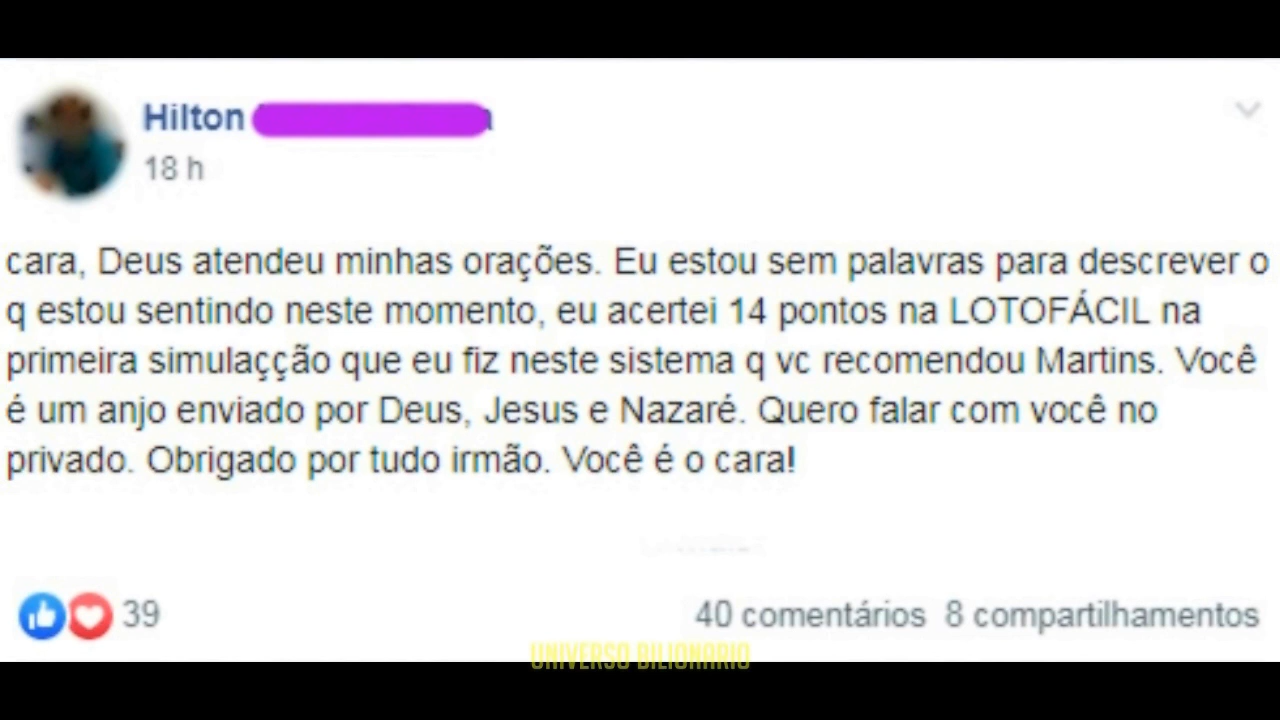 Hilton
18 h
cara, Deus atendeu minhas orações. Eu estou sem palavras para descrever o
q estou sentindo neste momento, eu acertei 14 pontos na LOTOFÁCIL na
primeira simulaçção que eu fiz neste sistema q vc recomendou Martins. Você
é um anjo enviado por Deus, Jesus e Nazaré. Quero falar com você no
privado. Obrigado por tudo irmão. Você é o cara!
39
40 comentários 8 compartilhamentos
UNIVERSO BILIONARIO